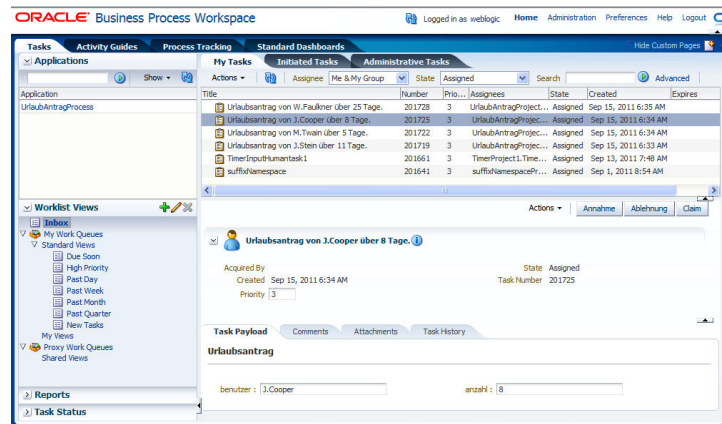 ORACLE Business Process Workspace
Logged in as weblogic Home Administration Preferences Help Logout
Tasks Activity Guides Process Tracking Standard Dashboards Hide Custom Pages
Applications
Show
Application
UrlaubAntragProcess
My Tasks Initiated Tasks Administrative Tasks
Actions Assignee Me & My Group State Assigned Search Advanced
Title Number Prio... Assignees State Created Expires
Urlaubsantrag von W.Faulkner über 25 Tage. 201728 3 UrlaubAntragProject... Assigned Sep 15, 2011 6:35 AM
Urlaubsantrag von J.Cooper über 8 Tage. 201725 3 UrlaubAntragProjec... Assigned Sep 15, 2011 6:34 AM
Urlaubsantrag von M.Twain über 5 Tage. 201722 3 UrlaubAntragProjec... Assigned Sep 15, 2011 6:34 AM
Urlaubsantrag von J.Stein über 11 Tage. 201719 3 UrlaubAntragProjec... Assigned Sep 15, 2011 6:33 AM
TimerInputHumantask1 201661 3 TimerProject1.Time... Assigned Sep 13, 2011 7:48 AM
suffixNamespace 201641 3 suffixNamespacePr... Assigned Sep 1, 2011 8:54 AM
Worklist Views
Inbox
My Work Queues
Standard Views
Due Soon
High Priority
Past Day
Past Week
Past Month
Past Quarter
New Tasks
My Views
Proxy Work Queues
Shared Views
Reports
Task Status
Actions Annahme Ablehnung Claim
Urlaubsantrag von J.Cooper über 8 Tage.
Acquired By State Assigned
Created Sep 15, 2011 6:34 AM Task Number 201725
Priority 3
Task Payload Comments Attachments Task History
Urlaubsantrag
benutzer : J.Cooper anzahl : 8